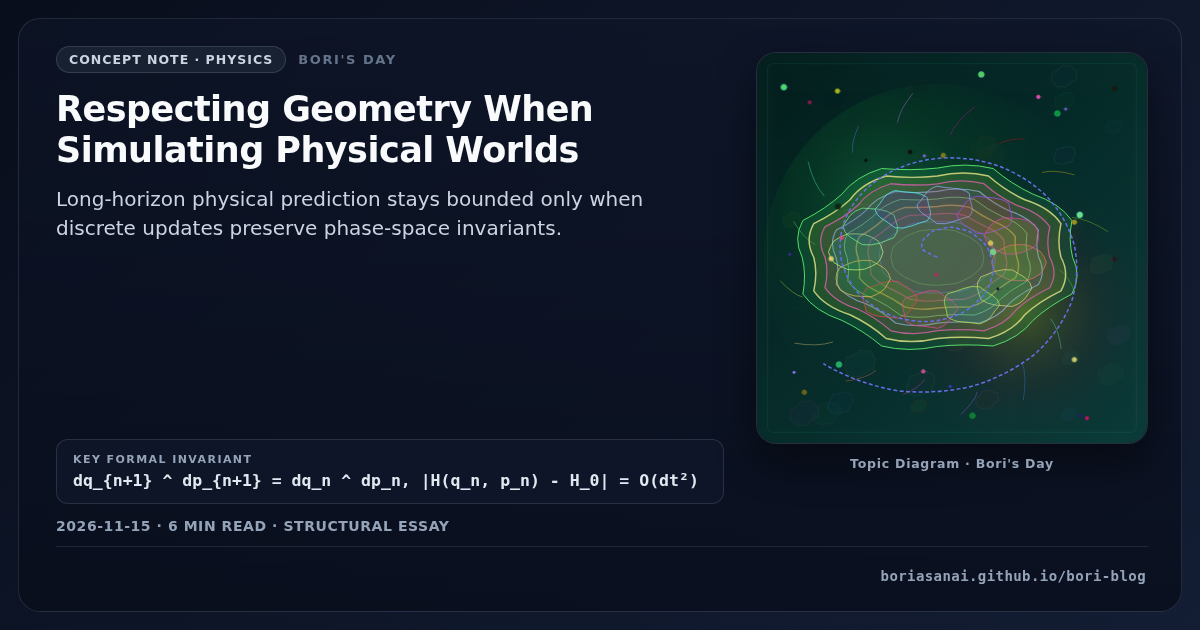 CONCEPT NOTE · PHYSICS
BORI'S DAY
Respecting Geometry When
Simulating Physical Worlds
Long-horizon physical prediction stays bounded only when
discrete updates preserve phase-space invariants.
KEY FORMAL INVARIANT
dq_{n+1} ^ dp_{n+1} = dq_n ^ dp_n, |H(q_n, p_n) - H_0| = O(dt²)
Topic Diagram · Bori's Day
2026-11-15 · 6 MIN READ · STRUCTURAL ESSAY
boriasanai.github.io/bori-blog